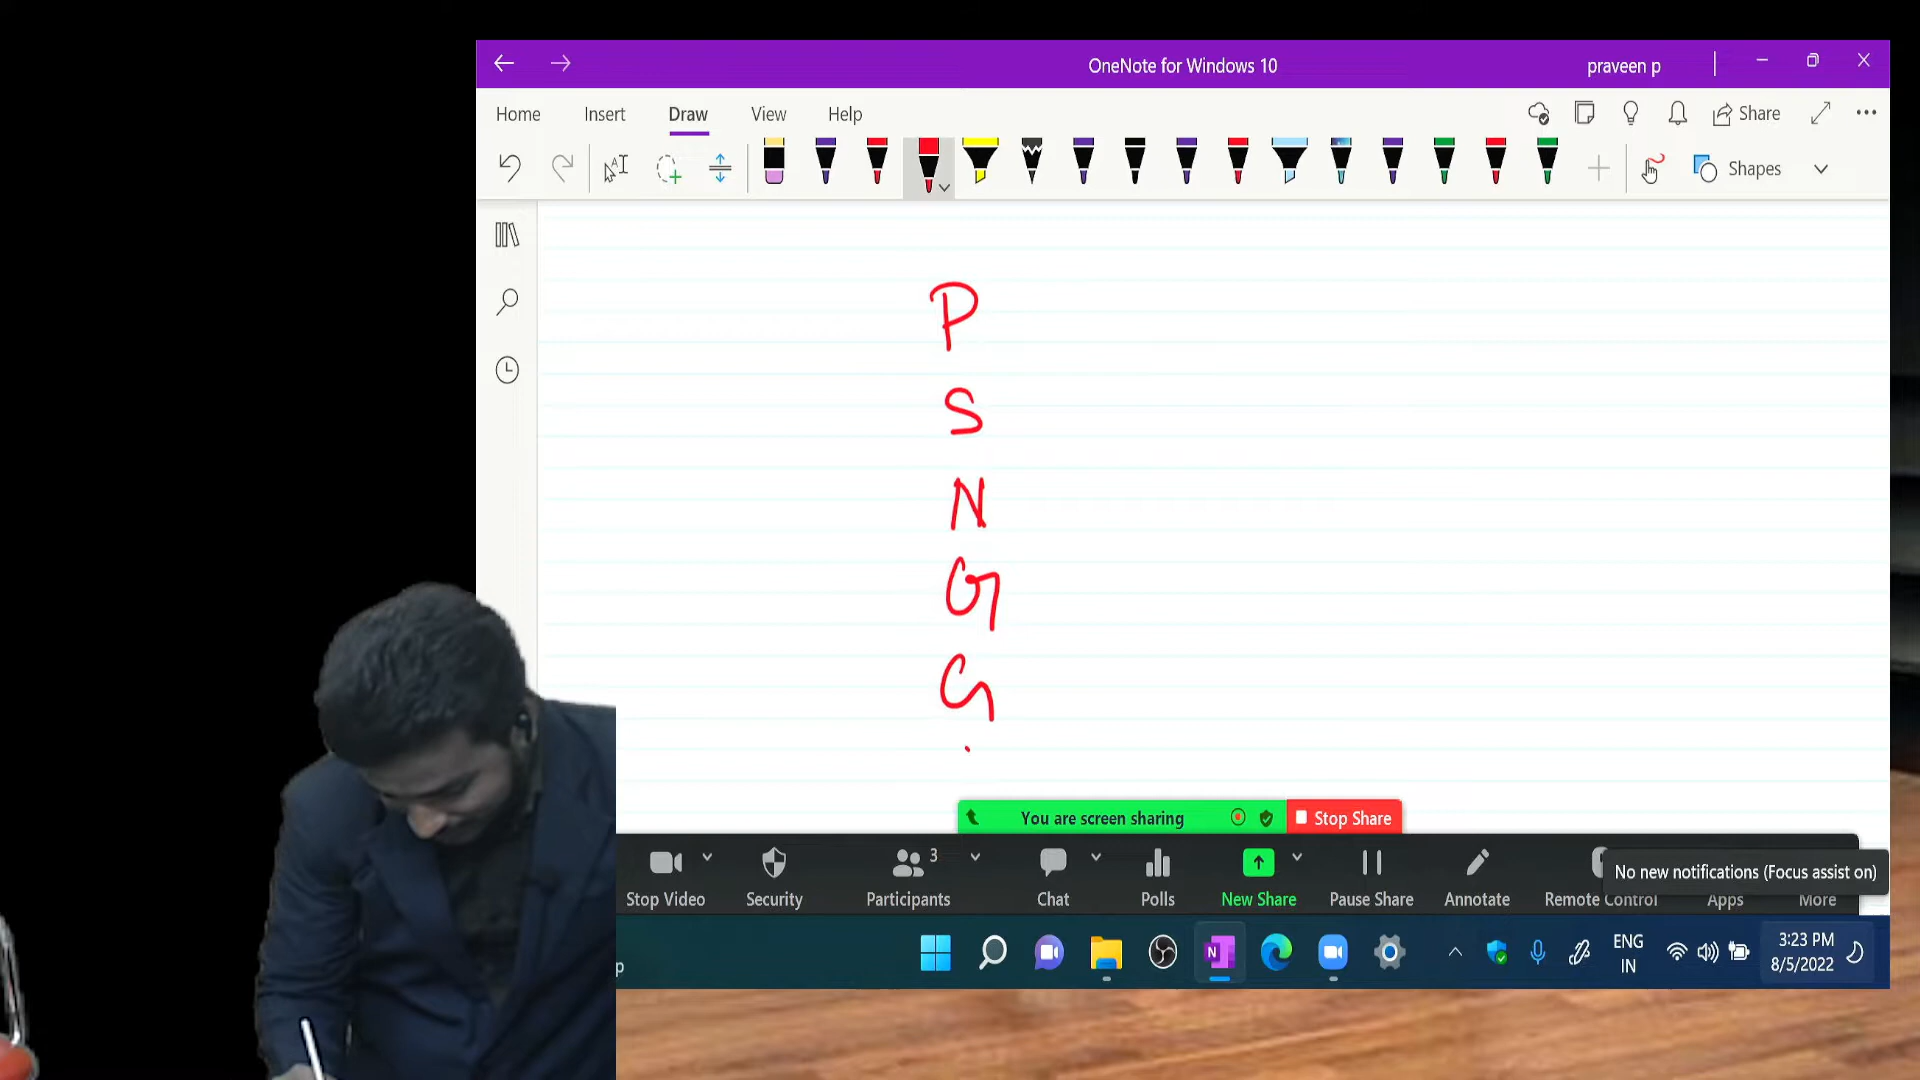 OneNote for Windows 10
praveen p
Home Insert Draw View Help
Share
Shapes
P
S
N
G
G
You are screen sharing
Stop Share
3
Stop Video Security Participants Chat Polls New Share Pause Share Annotate Remote Control Apps More
No new notifications (Focus assist on)
p
ENG
IN
3:23 PM
8/5/2022